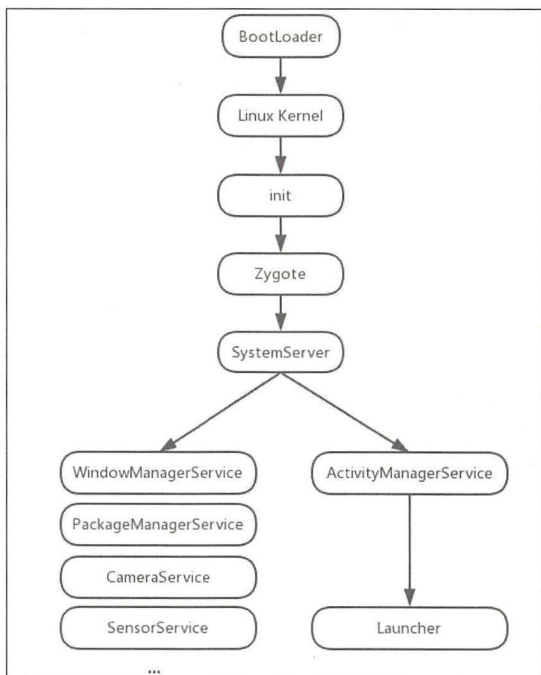 BootLoader
Linux Kernel
init
Zygote
SystemServer
WindowManagerService
ActivityManagerService
PackageManagerService
CameraService
SensorService
Launcher
...